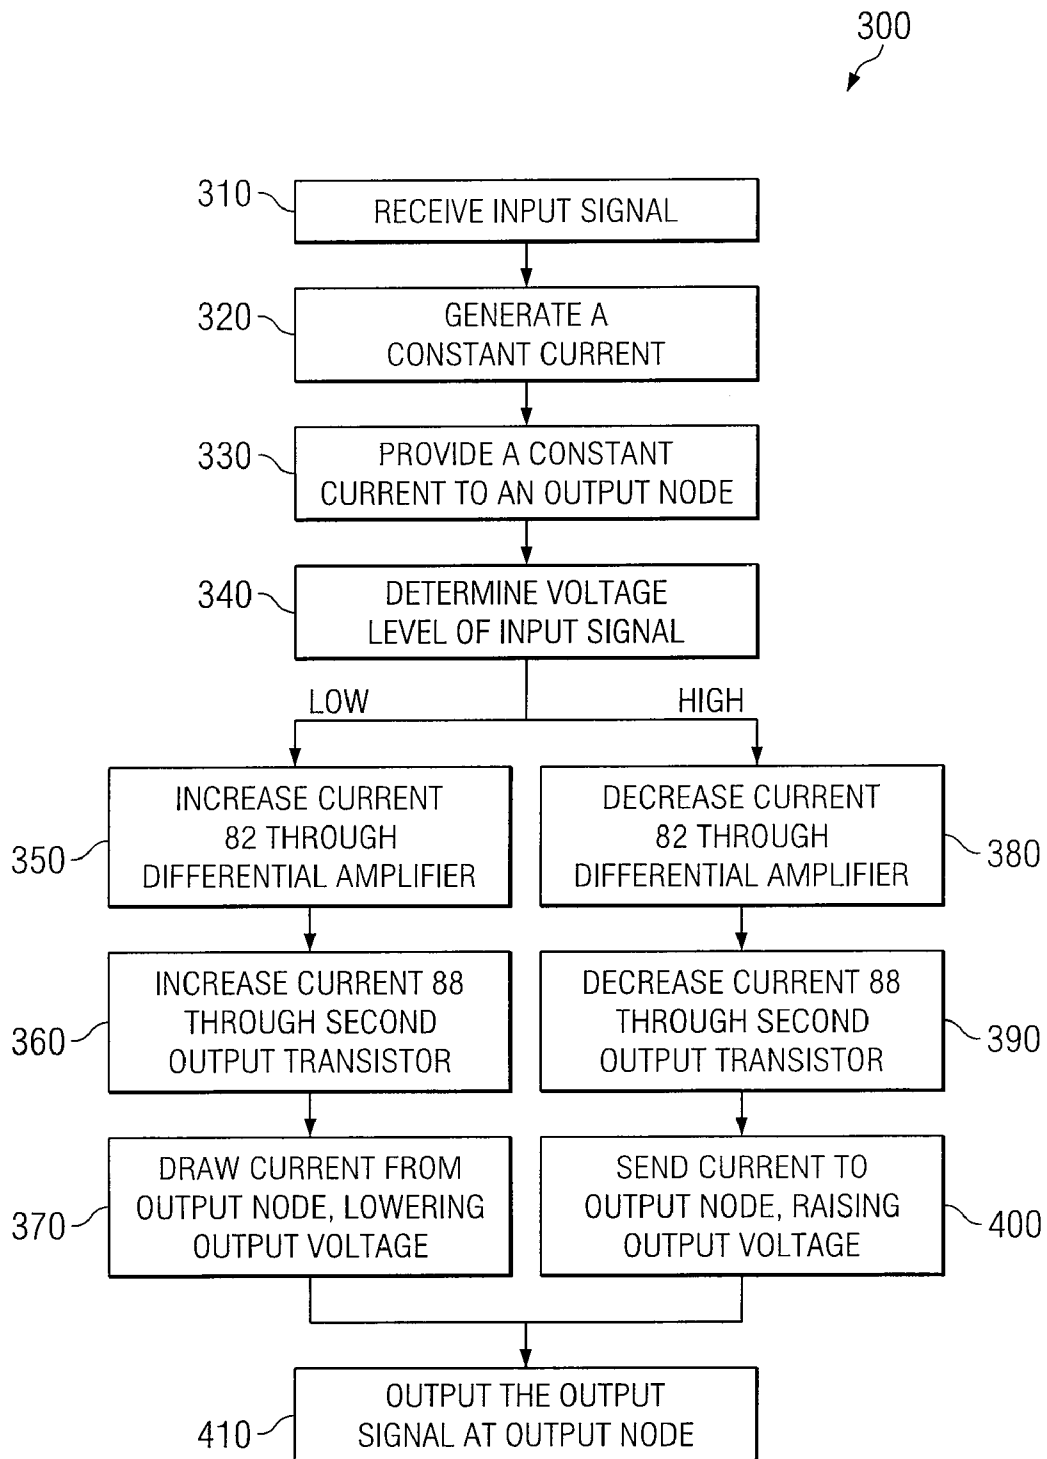 300
310
RECEIVE INPUT SIGNAL
320
GENERATE A
CONSTANT CURRENT
330
PROVIDE A CONSTANT
CURRENT TO AN OUTPUT NODE
340
DETERMINE VOLTAGE
LEVEL OF INPUT SIGNAL
LOW
HIGH
350
INCREASE CURRENT
82 THROUGH
DIFFERENTIAL AMPLIFIER
DECREASE CURRENT
82 THROUGH
DIFFERENTIAL AMPLIFIER
380
360
INCREASE CURRENT 88
THROUGH SECOND
OUTPUT TRANSISTOR
DECREASE CURRENT 88
THROUGH SECOND
OUTPUT TRANSISTOR
390
370
DRAW CURRENT FROM
OUTPUT NODE, LOWERING
OUTPUT VOLTAGE
SEND CURRENT TO
OUTPUT NODE, RAISING
OUTPUT VOLTAGE
400
410
OUTPUT THE OUTPUT
SIGNAL AT OUTPUT NODE